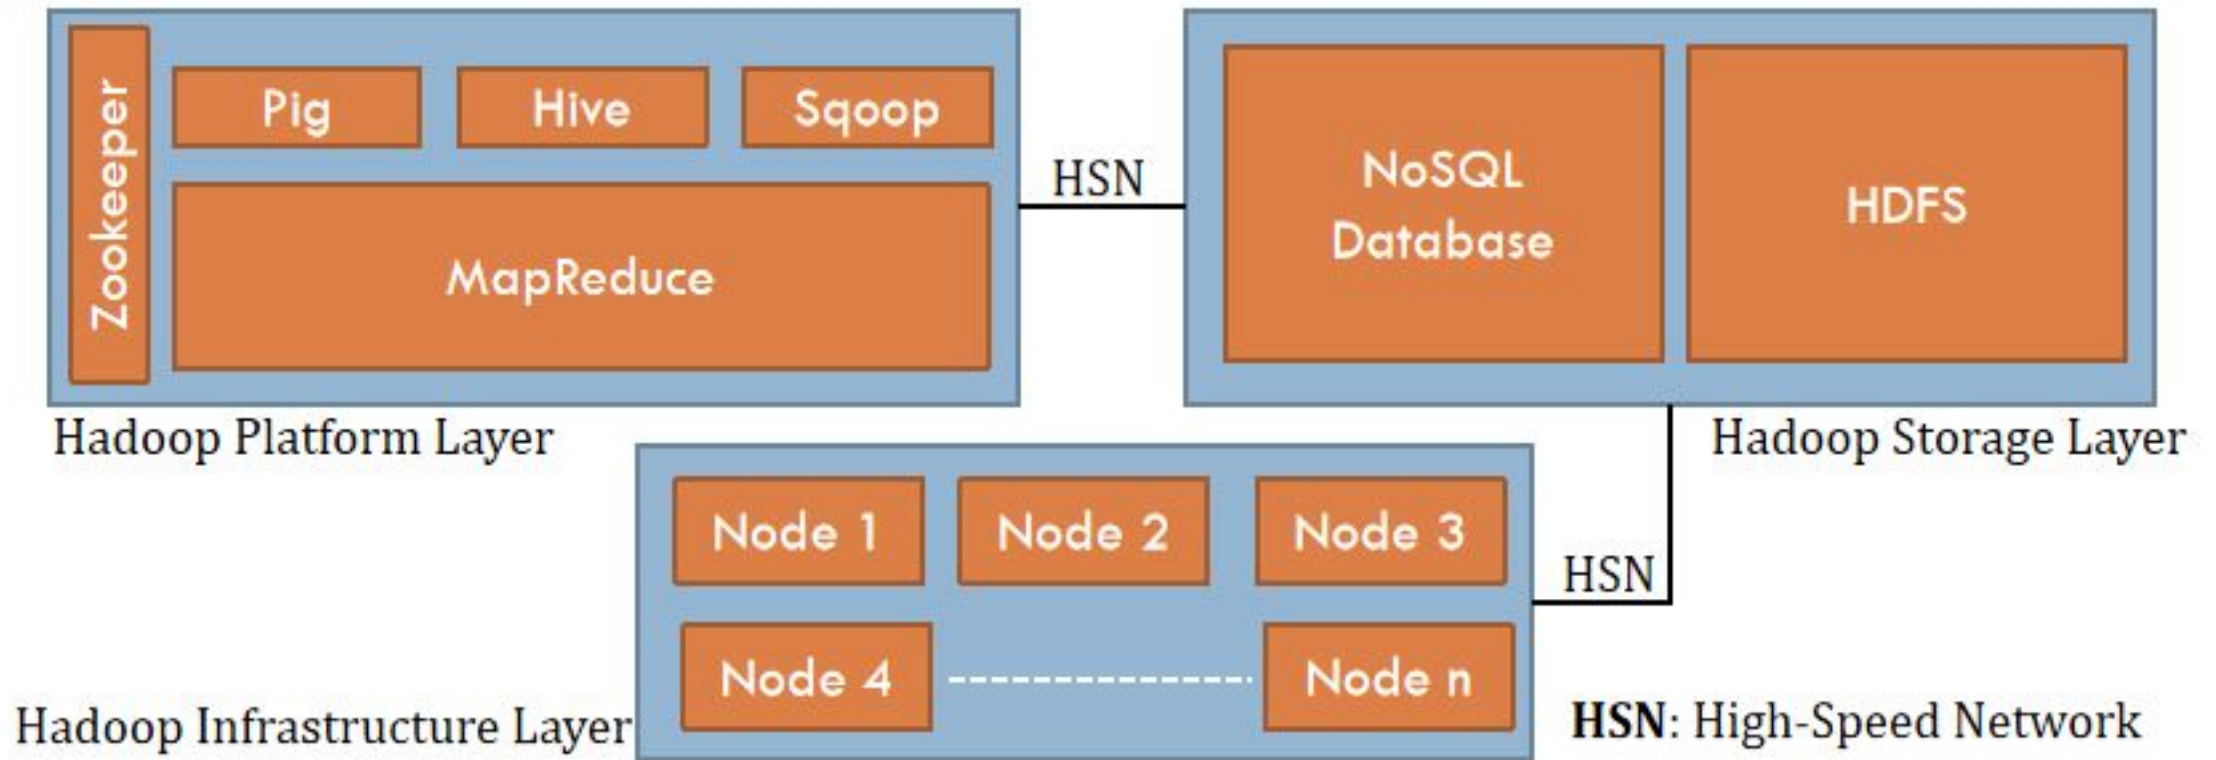 Zookeeper
Pig
Hive
Sqoop
MapReduce
Hadoop Platform Layer
HSN
NoSQL
Database
HDFS
Hadoop Storage Layer
Node 1
Node 2
Node 3
Node 4
Node n
Hadoop Infrastructure Layer
HSN
HSN: High-Speed Network